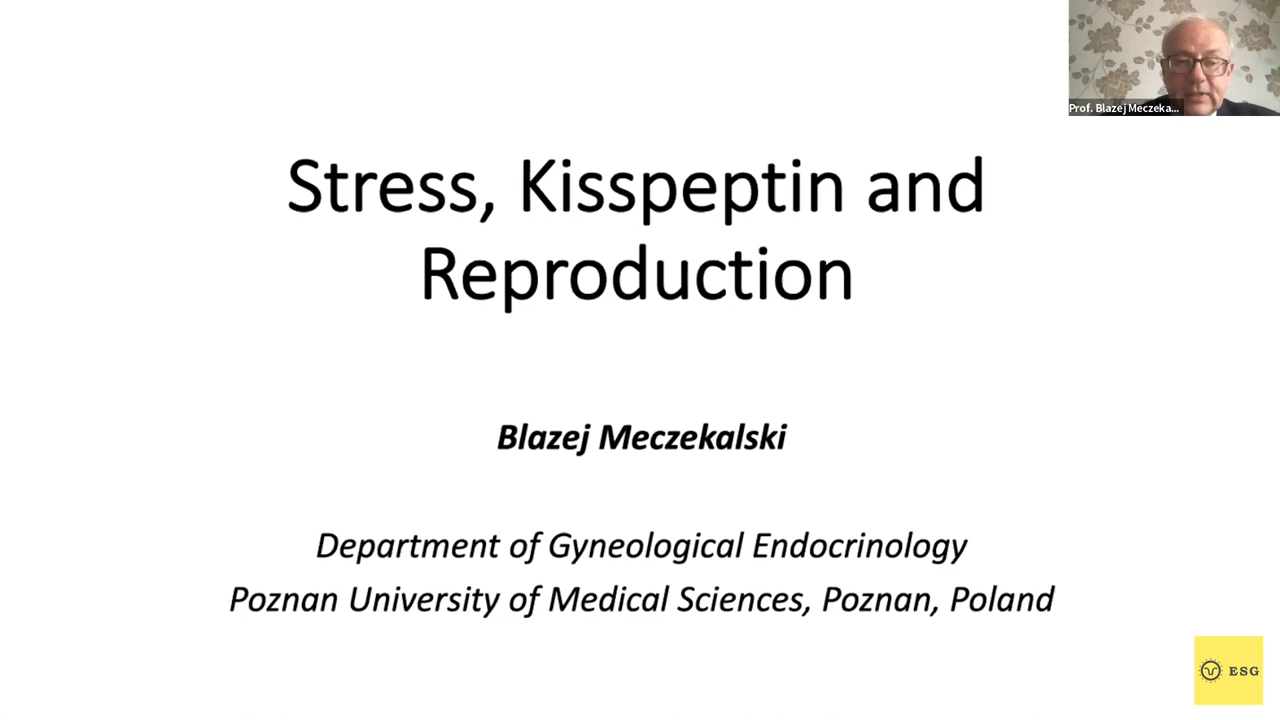 Prof. Blazej Meczeka...
Stress, Kisspeptin and
Reproduction
Blazej Meczekalski
Department of Gyneological Endocrinology
Poznan University of Medical Sciences, Poznan, Poland
ESG